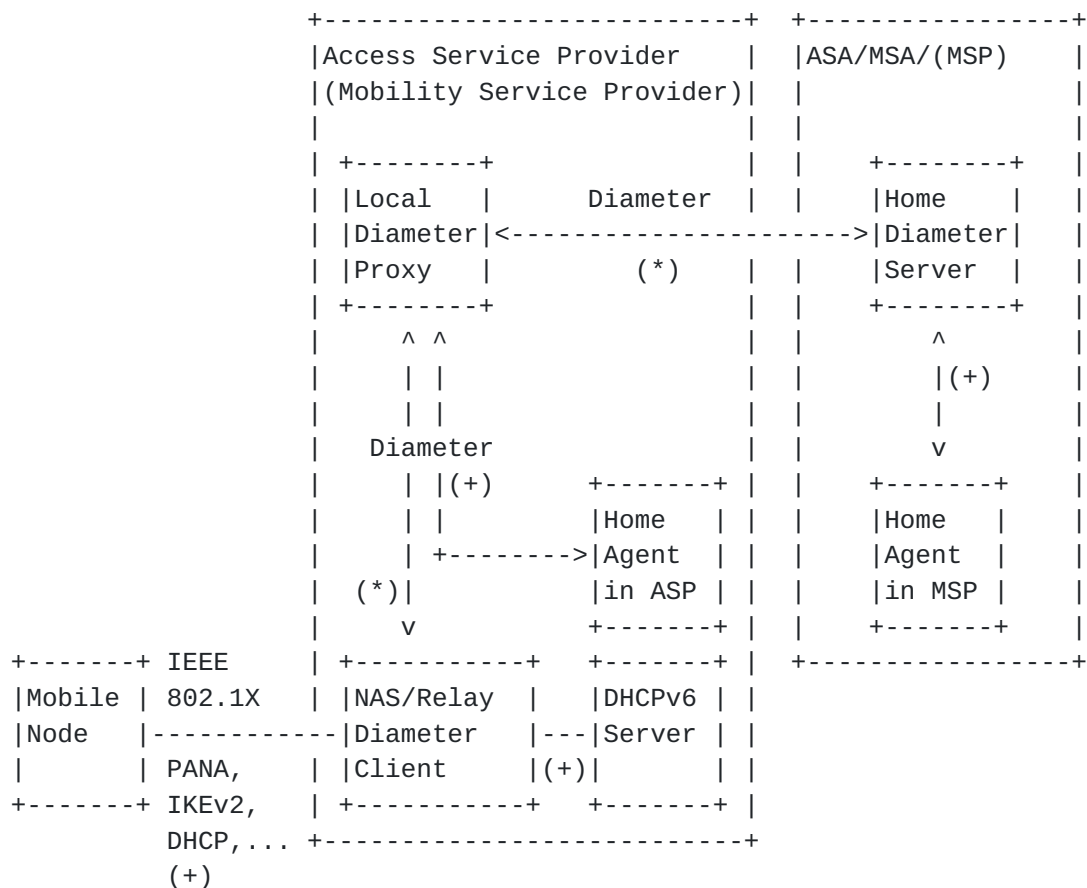 +---------------------------+  +-----------------+
                    |Access Service Provider    |  |ASA/MSA/(MSP)    |
                    |(Mobility Service Provider)|  |                 |
                    |                           |  |                 |
                    | +--------+                |  |    +--------+   |
                    | |Local   |      Diameter  |  |    |Home    |   |
                    | |Diameter|<---------------------->|Diameter|   |
                    | |Proxy   |         (*)    |  |    |Server  |   |
                    | +--------+                |  |    +--------+   |
                    |     ^ ^                   |  |        ^        |
                    |     | |                   |  |        |(+)     |
                    |     | |                   |  |        |        |
                    |   Diameter                |  |        v        |
                    |     | |(+)      +-------+ |  |    +-------+    |
                    |     | |         |Home   | |  |    |Home   |    |
                    |     | +-------->|Agent  | |  |    |Agent  |    |
                    |  (*)|           |in ASP | |  |    |in MSP |    |
                    |     v           +-------+ |  |    +-------+    |
+-------+ IEEE      | +-----------+   +-------+ |  +-----------------+
|Mobile | 802.1X    | |NAS/Relay  |   |DHCPv6 | |
|Node   |------------|Diameter   |---|Server | |
|       | PANA,     | |Client     |(+)|       | |
+-------+ IKEv2,    | +-----------+   +-------+ |
          DHCP,... +---------------------------+
          (+)